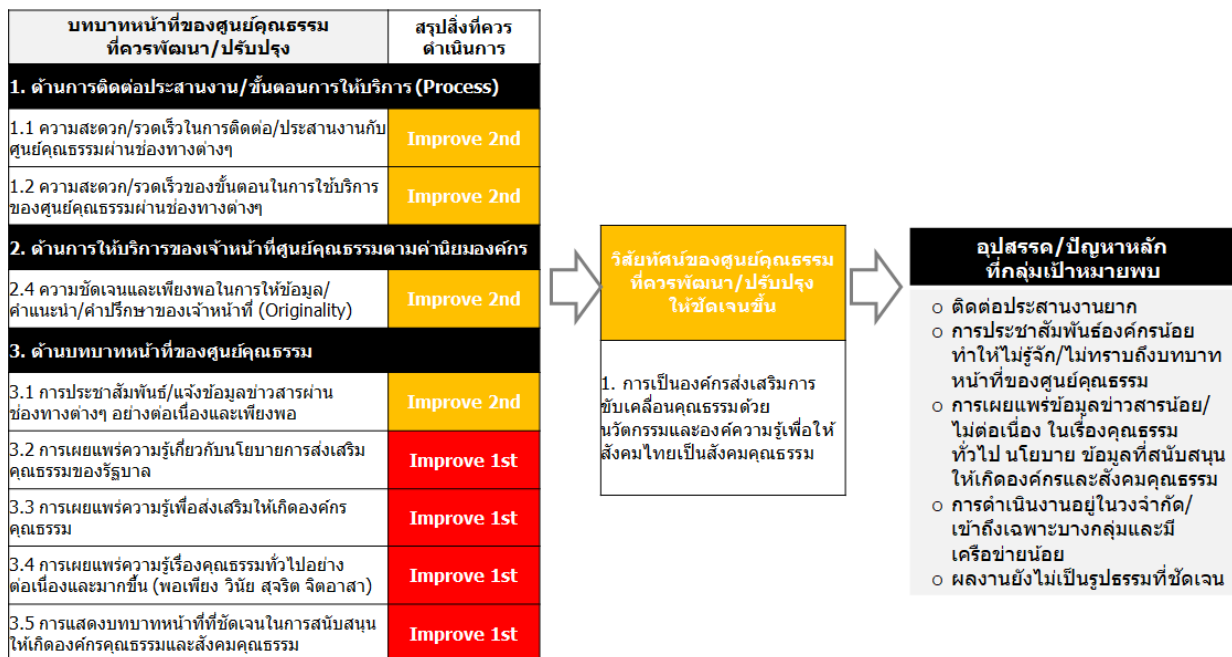 บทบาทหน้าที่ของศูนย์คุณธรรม
ที่ควรพัฒนา/ปรับปรุง
สรุปสิ่งที่ควร
ดำเนินการ
1. ด้านการติดต่อประสานงาน/ขั้นตอนการให้บริการ (Process)
1.1 ความสะดวก/รวดเร็วในการติดต่อ/ประสานงานกับ
ศูนย์คุณธรรมผ่านช่องทางต่างๆ
Improve 2nd
1.2 ความสะดวก/รวดเร็วของขั้นตอนในการใช้บริการ
ของศูนย์คุณธรรมผ่านช่องทางต่างๆ
Improve 2nd
2. ด้านการให้บริการของเจ้าหน้าที่ศูนย์คุณธรรมตามค่านิยมองค์กร
2.4 ความชัดเจนและเพียงพอในการให้ข้อมูล/
คำแนะนำ/คำปรึกษาของเจ้าหน้าที่ (Originality)
Improve 2nd
3. ด้านบทบาทหน้าที่ของศูนย์คุณธรรม
3.1 การประชาสัมพันธ์/แจ้งข้อมูลข่าวสารผ่าน
ช่องทางต่างๆ อย่างต่อเนื่องและเพียงพอ
Improve 2nd
3.2 การเผยแพร่ความรู้เกี่ยวกับนโยบายการส่งเสริม
คุณธรรมของรัฐบาล
Improve 1st
3.3 การเผยแพร่ความรู้เพื่อส่งเสริมให้เกิดองค์กร
คุณธรรม
Improve 1st
3.4 การเผยแพร่ความรู้เรื่องคุณธรรมทั่วไปอย่าง
ต่อเนื่องและมากขึ้น (พอเพียง วินัย สุจริต จิตอาสา)
Improve 1st
3.5 การแสดงบทบาทหน้าที่ที่ชัดเจนในการสนับสนุน
ให้เกิดองค์กรคุณธรรมและสังคมคุณธรรม
Improve 1st
วิสัยทัศน์ของศูนย์คุณธรรม
ที่ควรพัฒนา/ปรับปรุง
ให้ชัดเจนขึ้น
1. การเป็นองค์กรส่งเสริมการ
ขับเคลื่อนคุณธรรมด้วย
นวัตกรรมและองค์ความรู้เพื่อให้
สังคมไทยเป็นสังคมคุณธรรม
อุปสรรค/ปัญหาหลัก
ที่กลุ่มเป้าหมายพบ
o ติดต่อประสานงานยาก
o การประชาสัมพันธ์องค์กรน้อย
ทำให้ไม่รู้จัก/ไม่ทราบถึงบทบาท
หน้าที่ของศูนย์คุณธรรม
o การเผยแพร่ข้อมูลข่าวสารน้อย/
ไม่ต่อเนื่อง ในเรื่องคุณธรรม
ทั่วไป นโยบาย ข้อมูลที่สนับสนุน
ให้เกิดองค์กรและสังคมคุณธรรม
o การดำเนินงานอยู่ในวงจำกัด/
เข้าถึงเฉพาะบางกลุ่มและมี
เครือข่ายน้อย
o ผลงานยังไม่เป็นรูปธรรมที่ชัดเจน